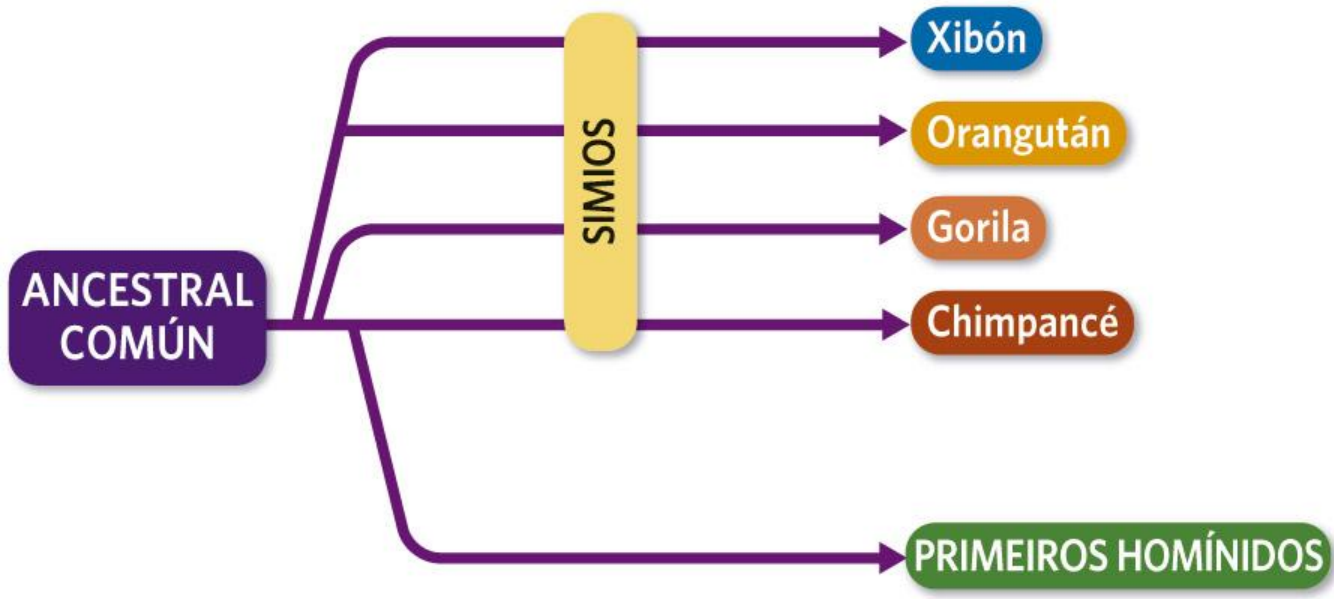 Xibón
Orangután
SIMIOS
Gorila
ANCESTRAL
COMÚN
Chimpancé
PRIMEIROS HOMÍNIDOS